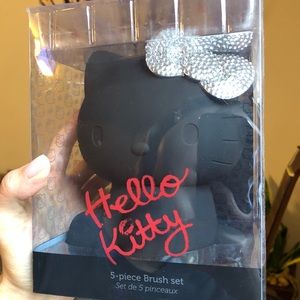 Hello
Kitty
5-piece Brush set
Set de 5 pinceaux